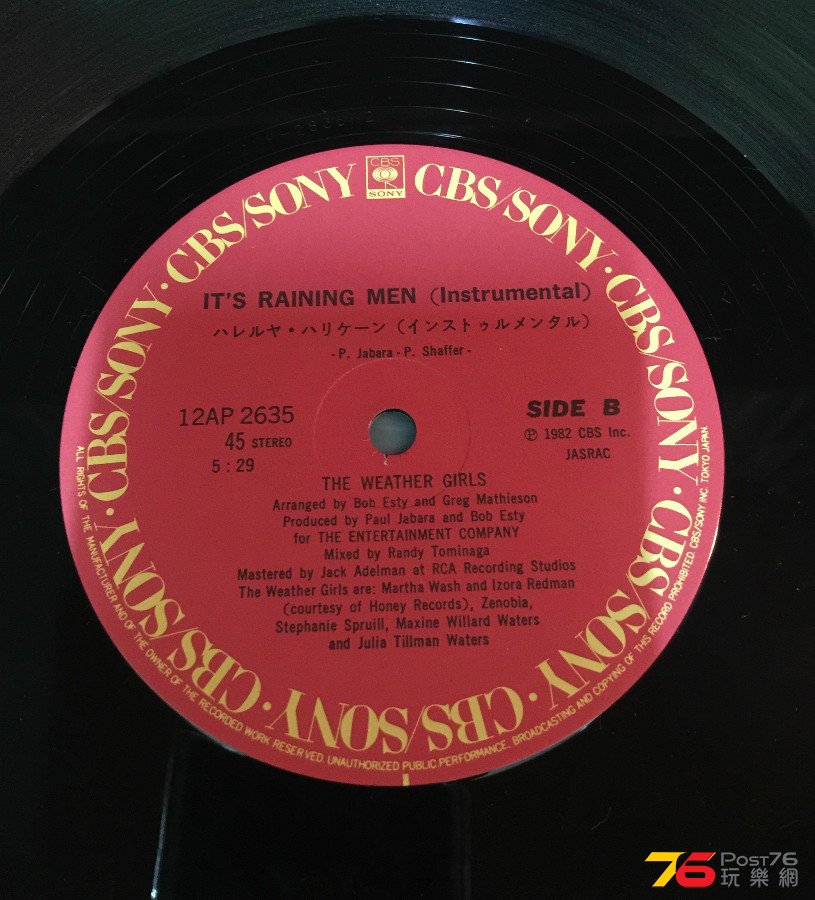 CBS/SONY · CBS/SONY · CBS/SONY · CBS/SONY · CBS/SONY · CBS/SONY · CBS/SONY · CBS/SONY
CBS
SONY
IT'S RAINING MEN (Instrumental)
ハレルヤ・ハリケーン(インストゥルメンタル)
- P. Jabara - P. Shaffer -
12AP 2635
45 STEREO
5:29
SIDE B
Ⓟ 1982 CBS Inc.
JASRAC
THE WEATHER GIRLS
Arranged by Bob Esty and Greg Mathieson
Produced by Paul Jabara and Bob Esty
for THE ENTERTAINMENT COMPANY
Mixed by Randy Tominaga
Mastered by Jack Adelman at RCA Recording Studios
The Weather Girls are: Martha Wash and Izora Redman
(courtesy of Honey Records), Zenobia,
Stephanie Spruill, Maxine Willard Waters
and Julia Tillman Waters
ALL RIGHTS OF THE MANUFACTURER AND OF THE OWNER OF THE RECORDED WORK RESERVED. UNAUTHORIZED PUBLIC PERFORMANCE, BROADCASTING AND COPYING OF THIS RECORD PROHIBITED. CBS/SONY INC. TOKYO JAPAN.
76 POST76
玩樂網